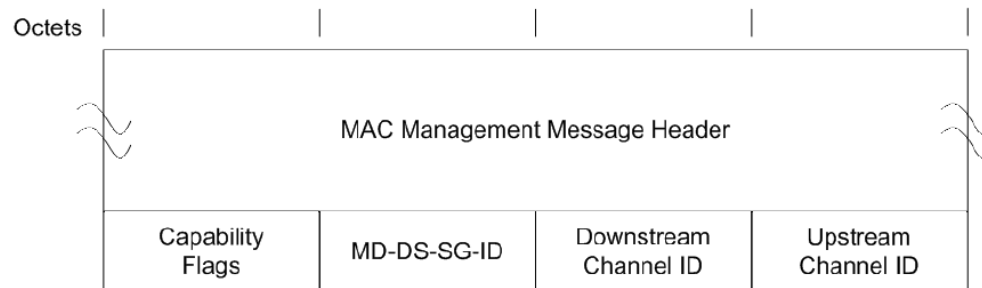 Octets
MAC Management Message Header
Capability
Flags
MD-DS-SG-ID
Downstream
Channel ID
Upstream
Channel ID